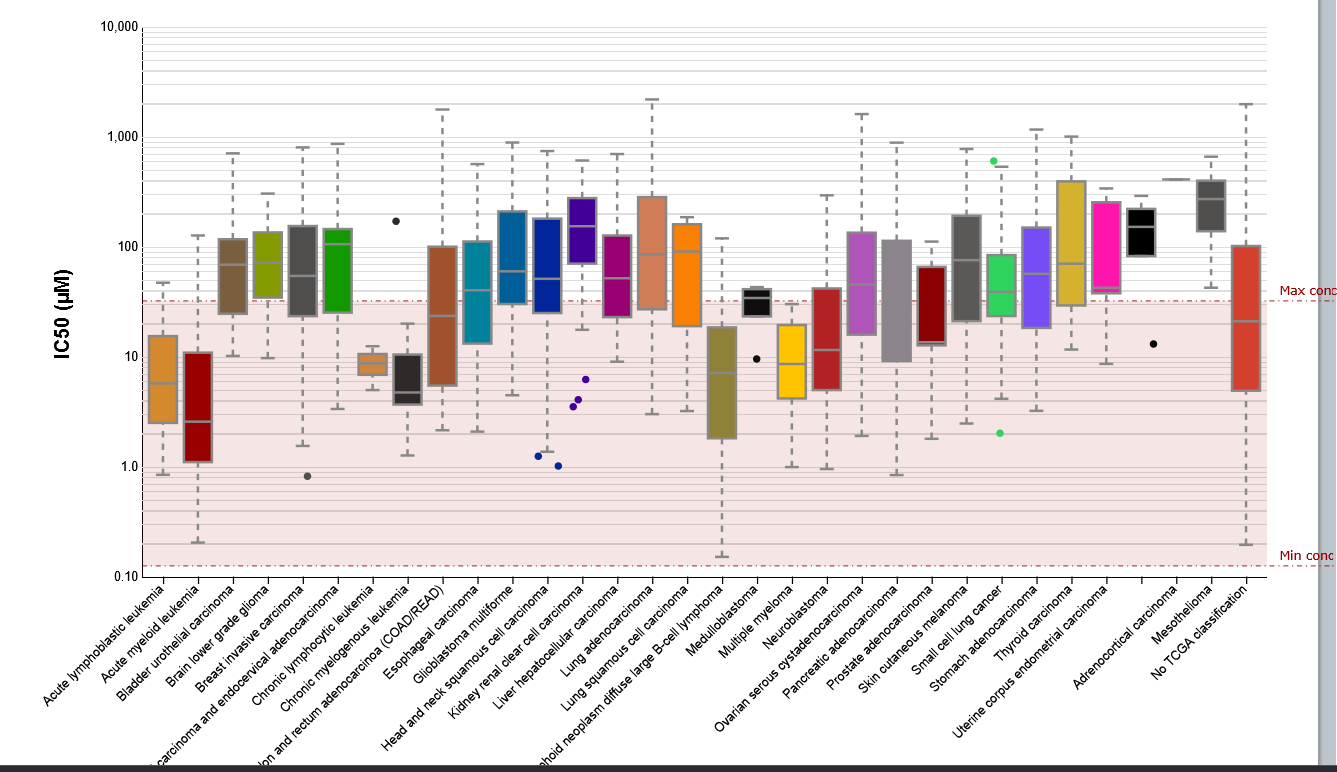 10,000
1,000
100
10
1.0
0.10
IC50 (µM)
Max conc
Min conc
Acute lymphoblastic leukemia
Acute myeloid leukemia
Bladder urothelial carcinoma
Brain lower grade glioma
Breast invasive carcinoma
carcinoma and endocervical adenocarcinoma
Chronic lymphocytic leukemia
Chronic myelogenous leukemia
lon and rectum adenocarcinoa (COAD/READ)
Esophageal carcinoma
Glioblastoma multiforme
Head and neck squamous cell carcinoma
Kidney renal clear cell carcinoma
Liver hepatocellular carcinoma
Lung adenocarcinoma
Lung squamous cell carcinoma
phoid neoplasm diffuse large B-cell lymphoma
Medulloblastoma
Multiple myeloma
Neuroblastoma
Ovarian serous cystadenocarcinoma
Pancreatic adenocarcinoma
Prostate adenocarcinoma
Skin cutaneous melanoma
Small cell lung cancer
Stomach adenocarcinoma
Thyroid carcinoma
Uterine corpus endometrial carcinoma
Adrenocortical carcinoma
Mesothelioma
No TCGA classification